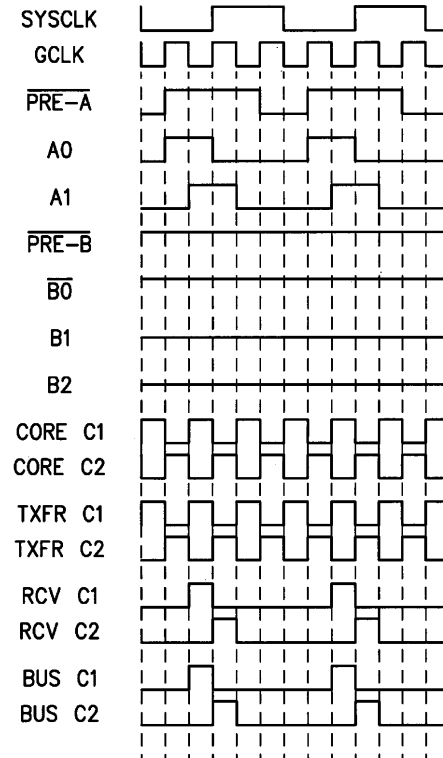 SYSCLK
GCLK
PRE-A
A0
A1
PRE-B
B0
B1
B2
CORE C1
CORE C2
TXFR C1
TXFR C2
RCV C1
RCV C2
BUS C1
BUS C2